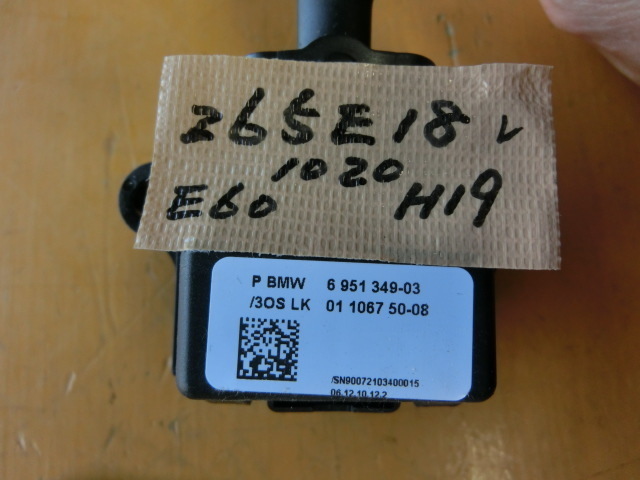 265E18 v
1020
E60 H19
P BMW 6 951 349-03
/3OS LK 01 1067 50-08
/SN90072103400015
06.12.10.12.2